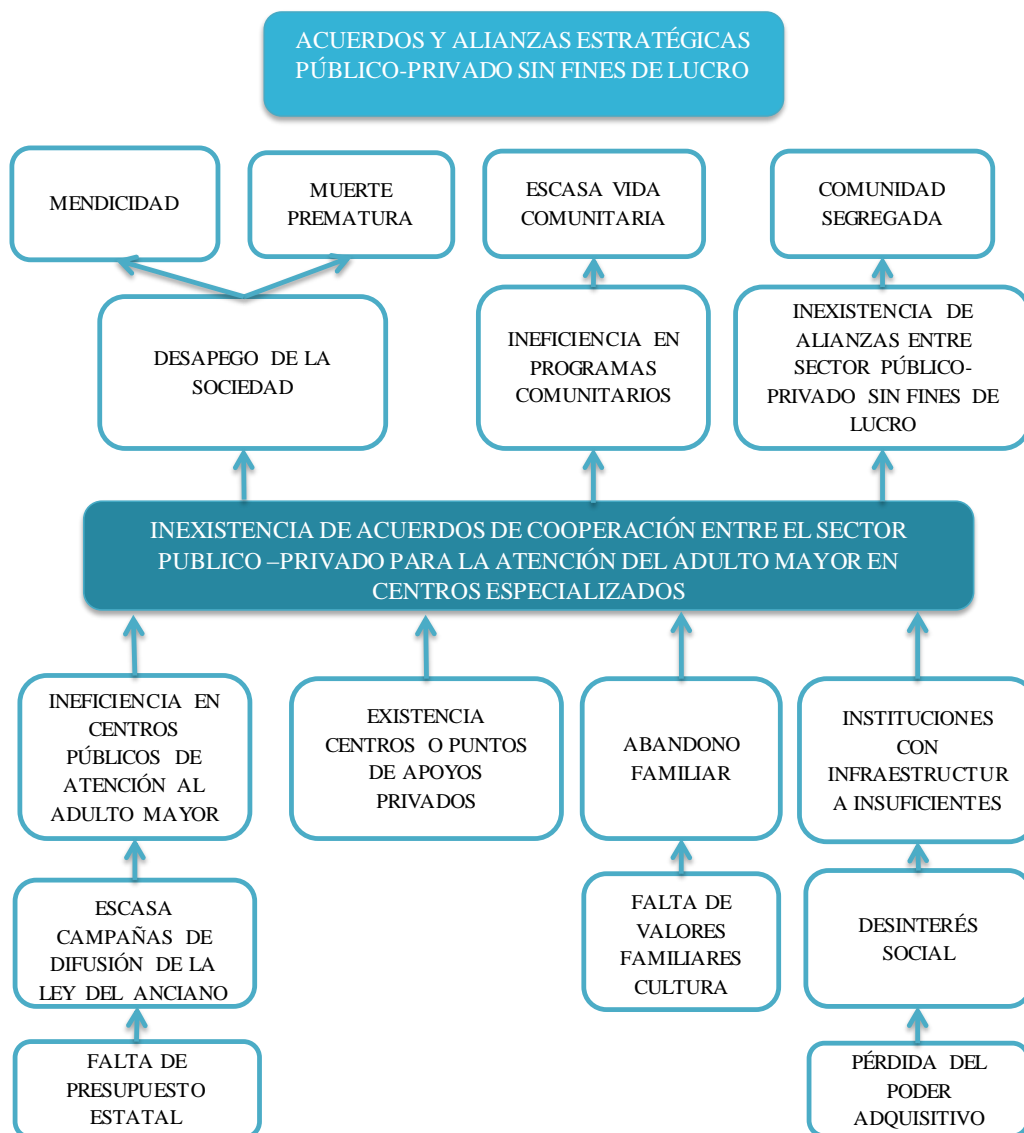 ACUERDOS Y ALIANZAS ESTRATÉGICAS
PÚBLICO-PRIVADO SIN FINES DE LUCRO
MENDICIDAD
MUERTE
PREMATURA
ESCASA VIDA
COMUNITARIA
COMUNIDAD
SEGREGADA
DESAPEGO DE LA
SOCIEDAD
INEFICIENCIA EN
PROGRAMAS
COMUNITARIOS
INEXISTENCIA DE
ALIANZAS ENTRE
SECTOR PÚBLICO-
PRIVADO SIN FINES DE
LUCRO
INEXISTENCIA DE ACUERDOS DE COOPERACIÓN ENTRE EL SECTOR
PUBLICO –PRIVADO PARA LA ATENCIÓN DEL ADULTO MAYOR EN
CENTROS ESPECIALIZADOS
INEFICIENCIA EN
CENTROS
PÚBLICOS DE
ATENCIÓN AL
ADULTO MAYOR
EXISTENCIA
CENTROS O PUNTOS
DE APOYOS
PRIVADOS
ABANDONO
FAMILIAR
INSTITUCIONES
CON
INFRAESTRUCTUR
A INSUFICIENTES
ESCASA
CAMPAÑAS DE
DIFUSIÓN DE LA
LEY DEL ANCIANO
FALTA DE
VALORES
FAMILIARES
CULTURA
DESINTERÉS
SOCIAL
FALTA DE
PRESUPUESTO
ESTATAL
PÉRDIDA DEL
PODER
ADQUISITIVO